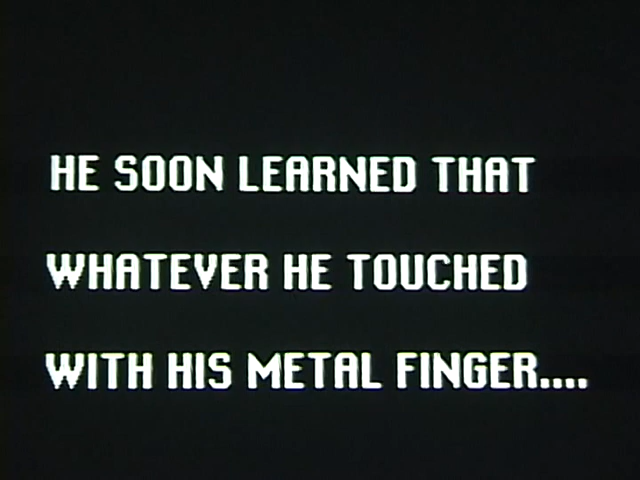 HE SOON LEARNED THAT
WHATEVER HE TOUCHED
WITH HIS METAL FINGER....